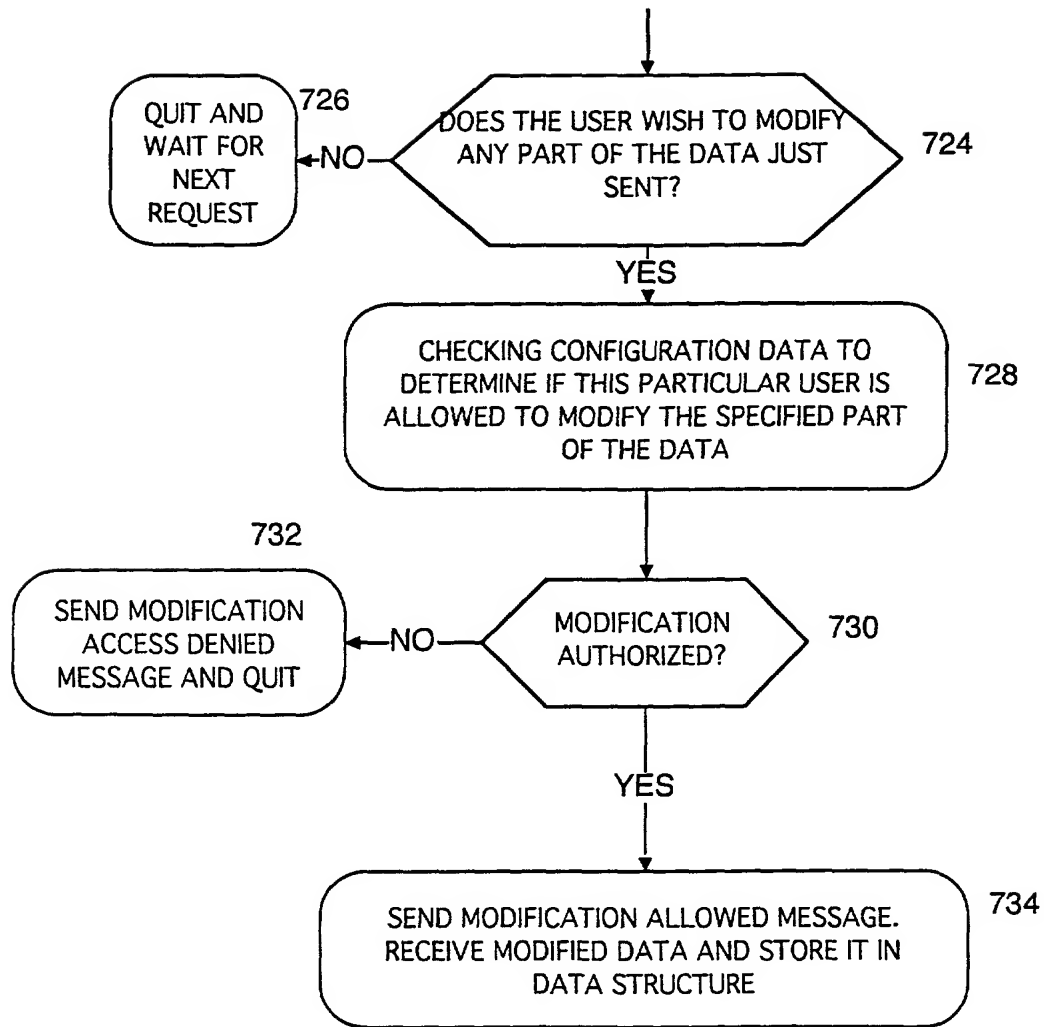 726
QUIT AND
WAIT FOR
NEXT
REQUEST
NO
DOES THE USER WISH TO MODIFY
ANY PART OF THE DATA JUST
SENT?
724
YES
CHECKING CONFIGURATION DATA TO
DETERMINE IF THIS PARTICULAR USER IS
ALLOWED TO MODIFY THE SPECIFIED PART
OF THE DATA
728
732
SEND MODIFICATION
ACCESS DENIED
MESSAGE AND QUIT
NO
MODIFICATION
AUTHORIZED?
730
YES
SEND MODIFICATION ALLOWED MESSAGE.
RECEIVE MODIFIED DATA AND STORE IT IN
DATA STRUCTURE
734